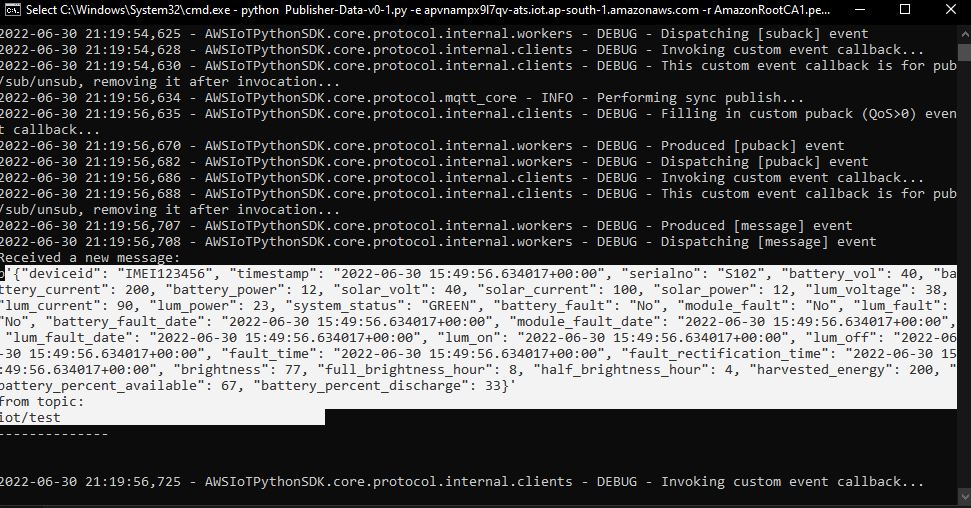 Select C:\Windows\System32\cmd.exe - python  Publisher-Data-v0-1.py -e apvnampx9l7qv-ats.iot.ap-south-1.amazonaws.com -r AmazonRootCA1.pe...
2022-06-30 21:19:54,625 - AWSIoTPythonSDK.core.protocol.internal.workers - DEBUG - Dispatching [suback] event
2022-06-30 21:19:54,628 - AWSIoTPythonSDK.core.protocol.internal.clients - DEBUG - Invoking custom event callback...
2022-06-30 21:19:54,630 - AWSIoTPythonSDK.core.protocol.internal.clients - DEBUG - This custom event callback is for pub
/sub/unsub, removing it after invocation...
2022-06-30 21:19:56,634 - AWSIoTPythonSDK.core.protocol.mqtt_core - INFO - Performing sync publish...
2022-06-30 21:19:56,635 - AWSIoTPythonSDK.core.protocol.internal.clients - DEBUG - Filling in custom puback (QoS>0) even
t callback...
2022-06-30 21:19:56,670 - AWSIoTPythonSDK.core.protocol.internal.workers - DEBUG - Produced [puback] event
2022-06-30 21:19:56,682 - AWSIoTPythonSDK.core.protocol.internal.workers - DEBUG - Dispatching [puback] event
2022-06-30 21:19:56,686 - AWSIoTPythonSDK.core.protocol.internal.clients - DEBUG - Invoking custom event callback...
2022-06-30 21:19:56,688 - AWSIoTPythonSDK.core.protocol.internal.clients - DEBUG - This custom event callback is for pub
/sub/unsub, removing it after invocation...
2022-06-30 21:19:56,707 - AWSIoTPythonSDK.core.protocol.internal.workers - DEBUG - Produced [message] event
2022-06-30 21:19:56,708 - AWSIoTPythonSDK.core.protocol.internal.workers - DEBUG - Dispatching [message] event
Received a new message:
b'{"deviceid": "IMEI123456", "timestamp": "2022-06-30 15:49:56.634017+00:00", "serialno": "S102", "battery_vol": 40, "ba
ttery_current": 200, "battery_power": 12, "solar_volt": 40, "solar_current": 100, "solar_power": 12, "lum_voltage": 38,
"lum_current": 90, "lum_power": 23, "system_status": "GREEN", "battery_fault": "No", "module_fault": "No", "lum_fault":
"No", "battery_fault_date": "2022-06-30 15:49:56.634017+00:00", "module_fault_date": "2022-06-30 15:49:56.634017+00:00",
"lum_fault_date": "2022-06-30 15:49:56.634017+00:00", "lum_on": "2022-06-30 15:49:56.634017+00:00", "lum_off": "2022-06
-30 15:49:56.634017+00:00", "fault_time": "2022-06-30 15:49:56.634017+00:00", "fault_rectification_time": "2022-06-30 15
:49:56.634017+00:00", "brightness": 77, "full_brightness_hour": 8, "half_brightness_hour": 4, "harvested_energy": 200, "
battery_percent_available": 67, "battery_percent_discharge": 33}'
from topic:
iot/test
--------------
2022-06-30 21:19:56,725 - AWSIoTPythonSDK.core.protocol.internal.clients - DEBUG - Invoking custom event callback...